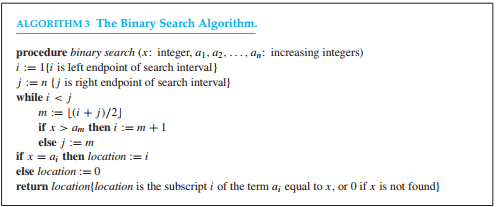 ALGORITHM 3 The Binary Search Algorithm.
procedure binary search (x: integer, a₁, a₂, . . . , aₙ: increasing integers)
i := 1{i is left endpoint of search interval}
j := n {j is right endpoint of search interval}
while i < j
m := ⌊(i + j)/2⌋
if x > aₘ then i := m + 1
else j := m
if x = aᵢ then location := i
else location := 0
return location{location is the subscript i of the term aᵢ equal to x, or 0 if x is not found}